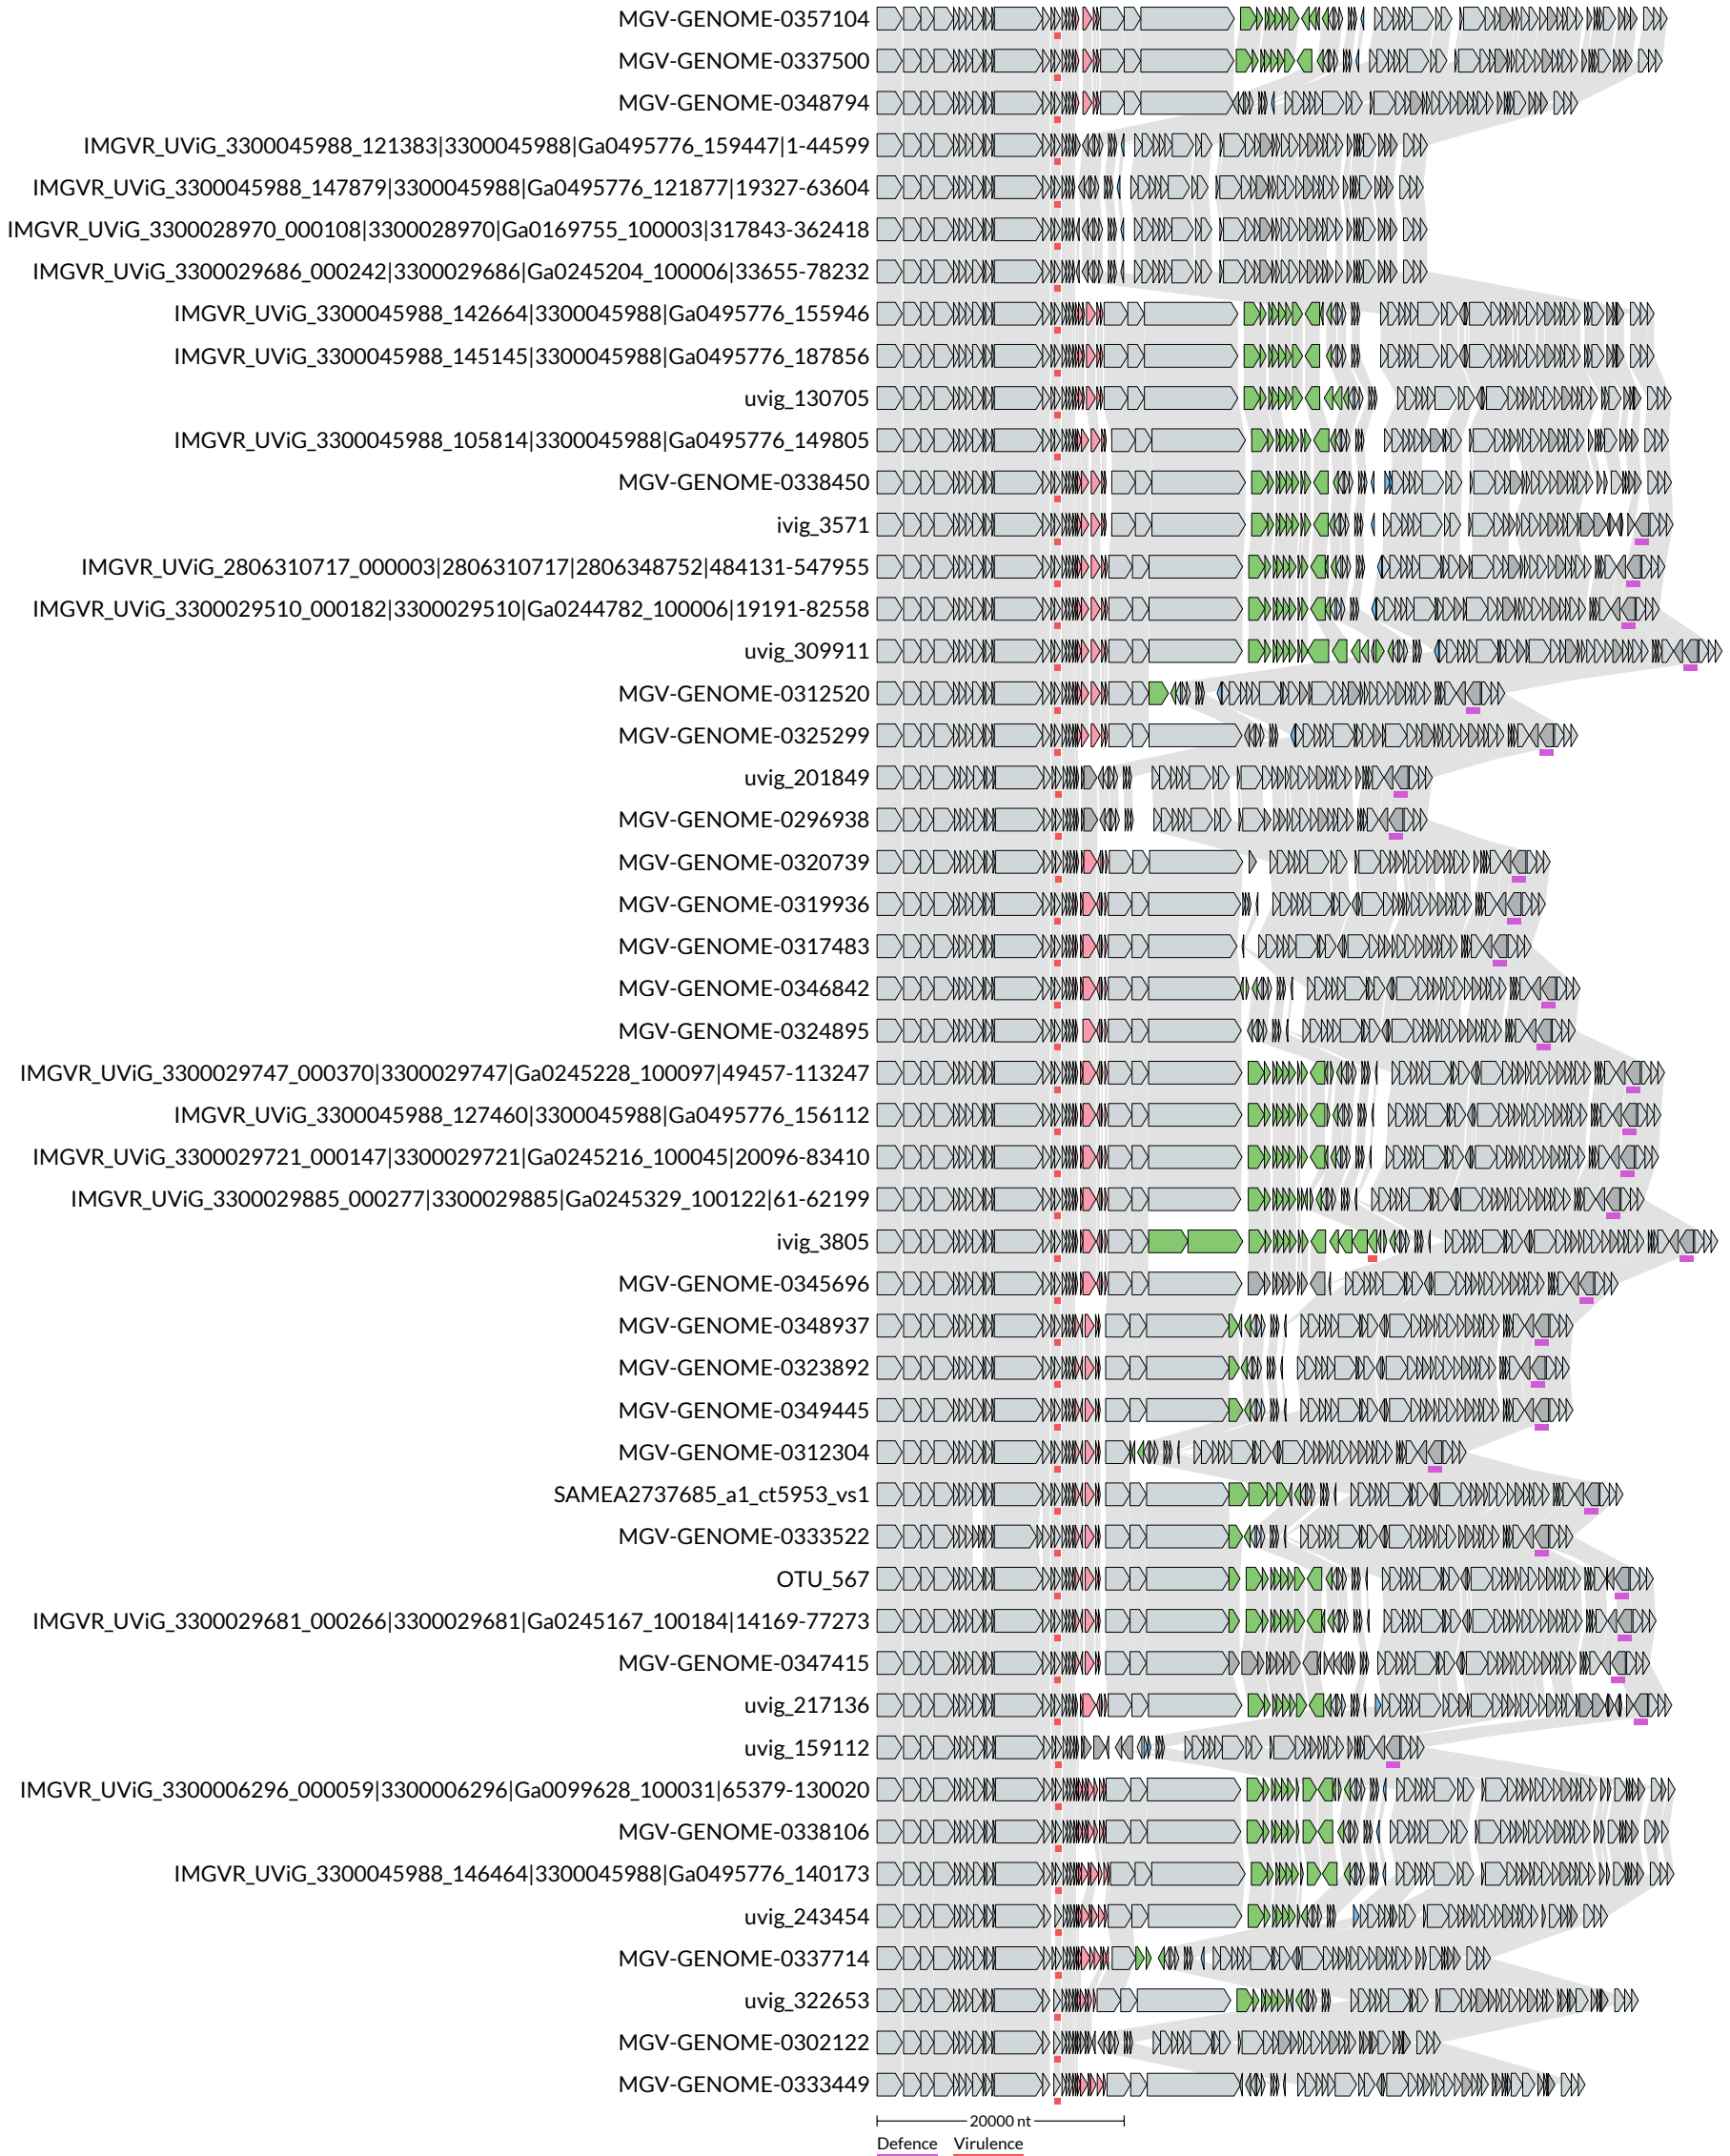 MGV-GENOME-0357104
MGV-GENOME-0337500
MGV-GENOME-0348794
IMGVR_UViG_3300045988_121383|3300045988|Ga0495776_159447|1-44599
IMGVR_UViG_3300045988_147879|3300045988|Ga0495776_121877|19327-63604
IMGVR_UViG_3300028970_000108|3300028970|Ga0169755_100003|317843-362418
IMGVR_UViG_3300029686_000242|3300029686|Ga0245204_100006|33655-78232
IMGVR_UViG_3300045988_142664|3300045988|Ga0495776_155946
IMGVR_UViG_3300045988_145145|3300045988|Ga0495776_187856
uvig_130705
IMGVR_UViG_3300045988_105814|3300045988|Ga0495776_149805
MGV-GENOME-0338450
ivig_3571
IMGVR_UViG_2806310717_000003|2806310717|2806348752|484131-547955
IMGVR_UViG_3300029510_000182|3300029510|Ga0244782_100006|19191-82558
uvig_309911
MGV-GENOME-0312520
MGV-GENOME-0325299
uvig_201849
MGV-GENOME-0296938
MGV-GENOME-0320739
MGV-GENOME-0319936
MGV-GENOME-0317483
MGV-GENOME-0346842
MGV-GENOME-0324895
IMGVR_UViG_3300029747_000370|3300029747|Ga0245228_100097|49457-113247
IMGVR_UViG_3300045988_127460|3300045988|Ga0495776_156112
IMGVR_UViG_3300029721_000147|3300029721|Ga0245216_100045|20096-83410
IMGVR_UViG_3300029885_000277|3300029885|Ga0245329_100122|61-62199
ivig_3805
MGV-GENOME-0345696
MGV-GENOME-0348937
MGV-GENOME-0323892
MGV-GENOME-0349445
MGV-GENOME-0312304
SAMEA2737685_a1_ct5953_vs1
MGV-GENOME-0333522
OTU_567
IMGVR_UViG_3300029681_000266|3300029681|Ga0245167_100184|14169-77273
MGV-GENOME-0347415
uvig_217136
uvig_159112
IMGVR_UViG_3300006296_000059|3300006296|Ga0099628_100031|65379-130020
MGV-GENOME-0338106
IMGVR_UViG_3300045988_146464|3300045988|Ga0495776_140173
uvig_243454
MGV-GENOME-0337714
uvig_322653
MGV-GENOME-0302122
MGV-GENOME-0333449
20000 nt
Defence Virulence